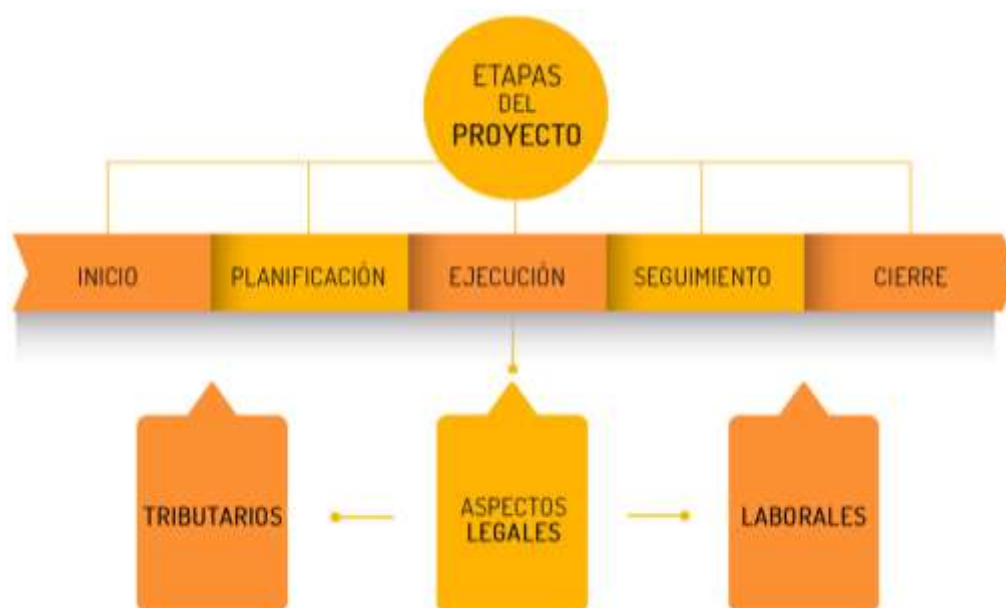 ETAPAS
DEL
PROYECTO
INICIO
PLANIFICACIÓN
EJECUCIÓN
SEGUIMIENTO
CIERRE
TRIBUTARIOS
ASPECTOS
LEGALES
LABORALES